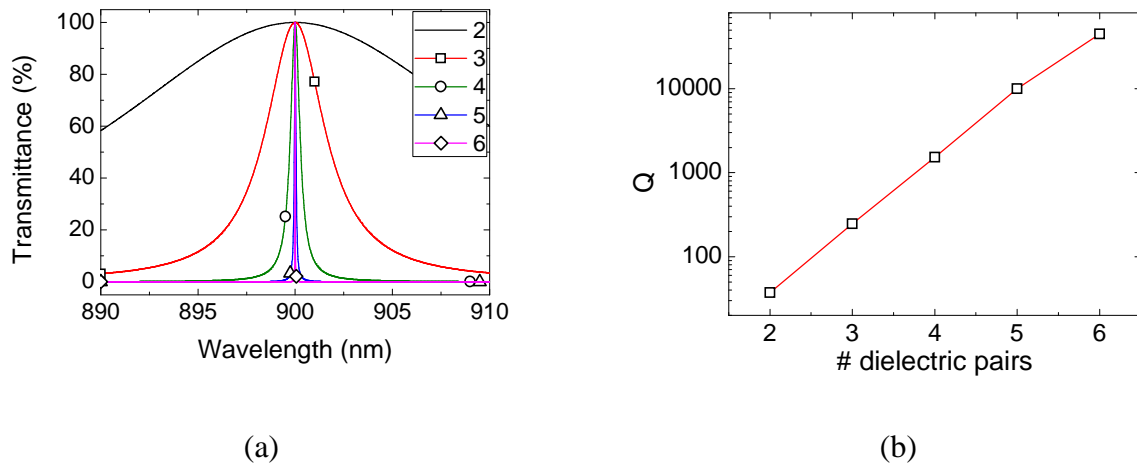 100
80
60
40
20
0
Transmittance (%)
890 895 900 905 910
Wavelength (nm)
2
3
4
5
6
(a)
10000
1000
100
Q
2 3 4 5 6
# dielectric pairs
(b)